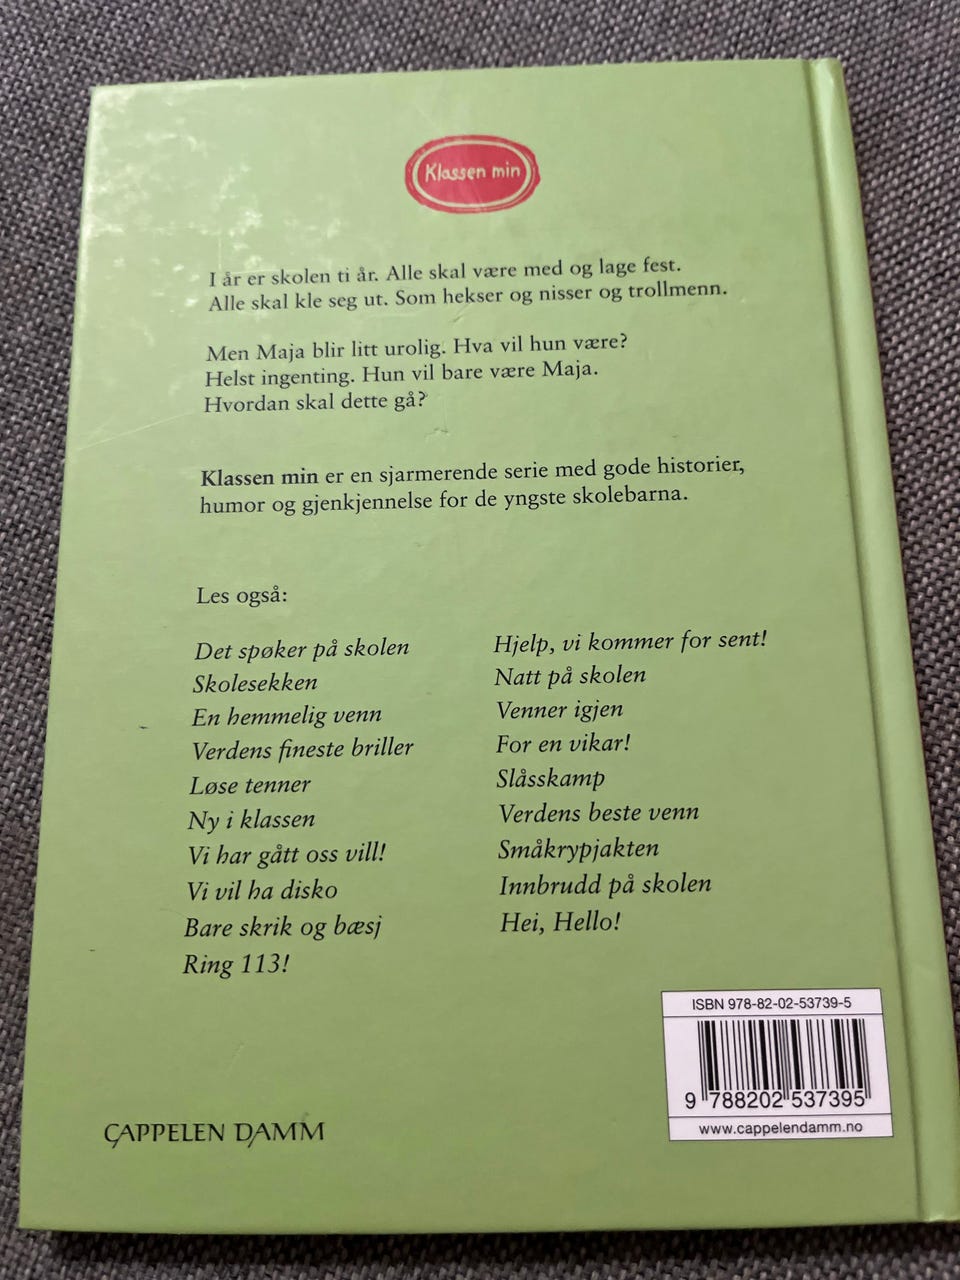 Klassen min
I år er skolen ti år. Alle skal være med og lage fest.
Alle skal kle seg ut. Som hekser og nisser og trollmenn.
Men Maja blir litt urolig. Hva vil hun være?
Helst ingenting. Hun vil bare være Maja.
Hvordan skal dette gå?
Klassen min er en sjarmerende serie med gode historier,
humor og gjenkjennelse for de yngste skolebarna.
Les også:
Det spøker på skolen
Skolesekken
En hemmelig venn
Verdens fineste briller
Løse tenner
Ny i klassen
Vi har gått oss vill!
Vi vil ha disko
Bare skrik og bæsj
Ring 113!
Hjelp, vi kommer for sent!
Natt på skolen
Venner igjen
For en vikar!
Slåsskamp
Verdens beste venn
Småkrypjakten
Innbrudd på skolen
Hei, Hello!
ISBN 978-82-02-53739-5
9 788202 537395
www.cappelendamm.no
CAPPELEN DAMM